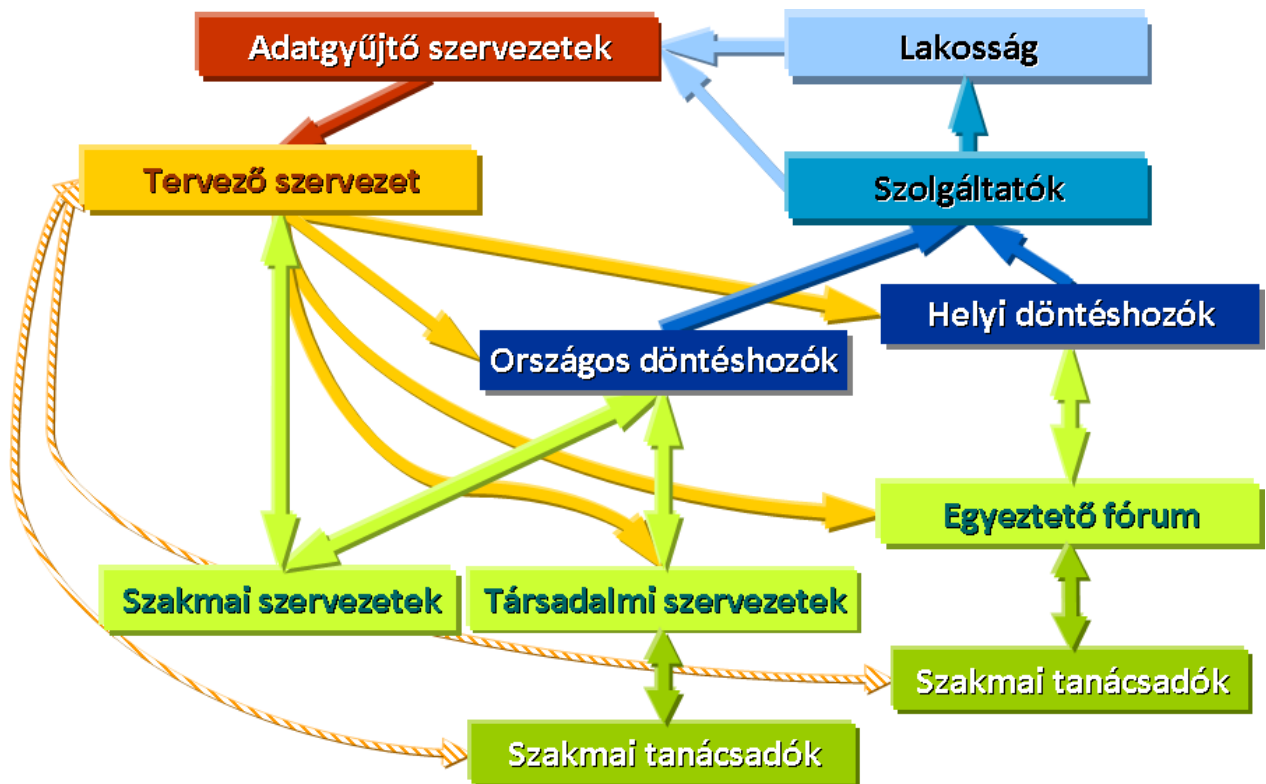 Adatgyűjtő szervezetek
Lakosság
Tervező szervezet
Szolgáltatók
Helyi döntéshozók
Országos döntéshozók
Egyeztető fórum
Szakmai szervezetek
Társadalmi szervezetek
Szakmai tanácsadók
Szakmai tanácsadók